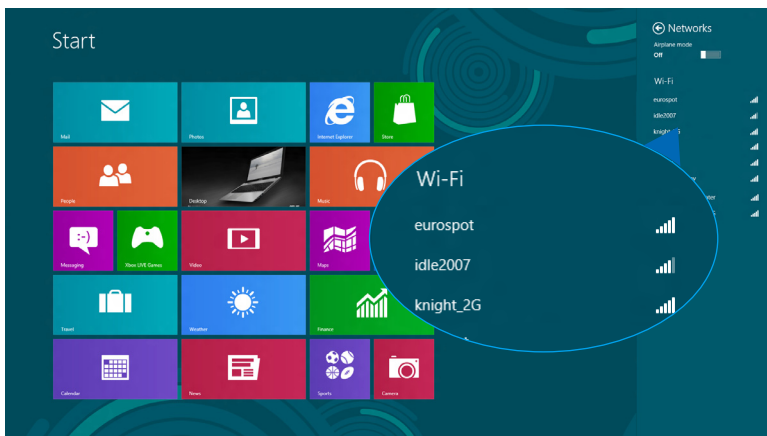 Start
Mail
Photos
Internet Explorer
Store
People
Desktop
Music
Messaging
:-)
Xbox LIVE Games
Video
Maps
Travel
Weather
Finance
Calendar
News
Sports
Camera
Networks
Airplane mode
Off
Wi-Fi
eurospot
idle2007
Wi-Fi
eurospot
idle2007
knight_2G